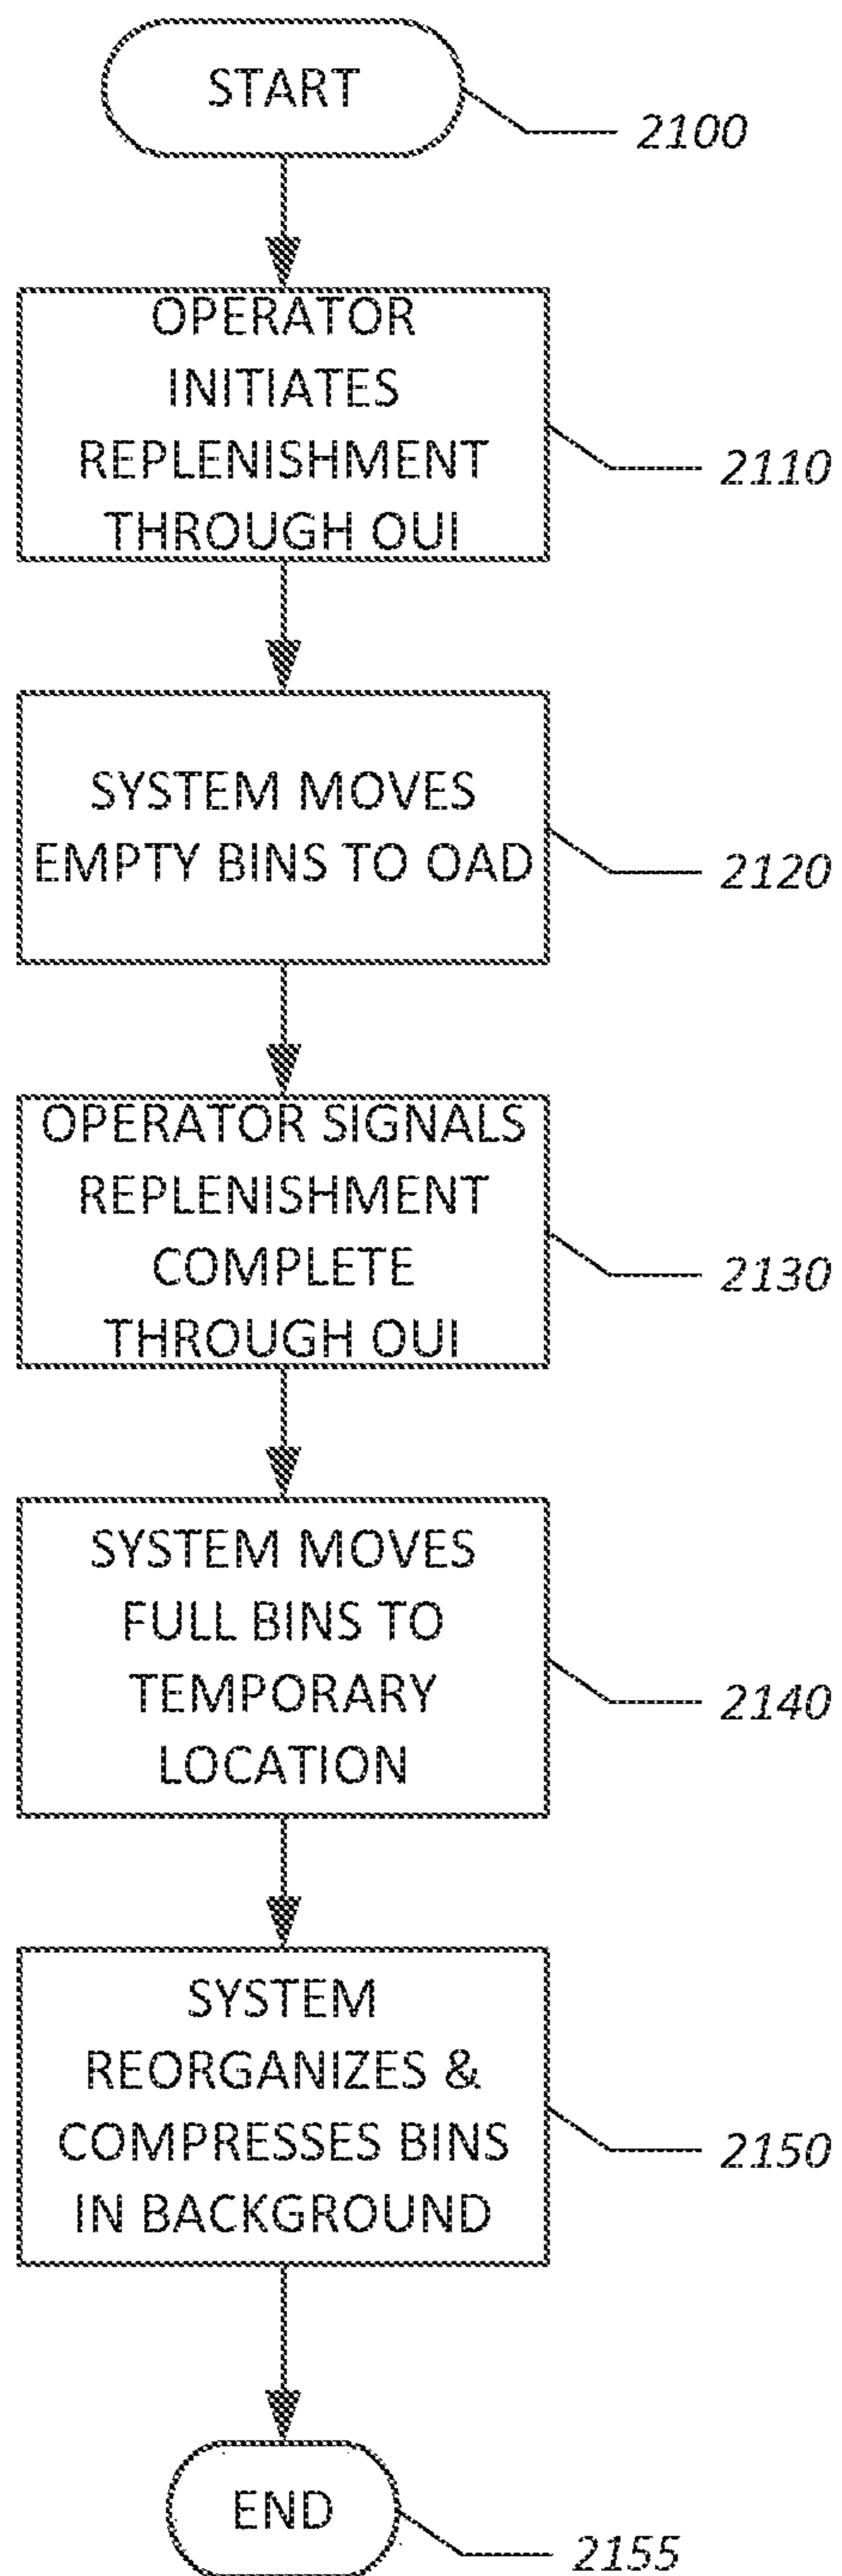 START
2100
OPERATOR
INITIATES
REPLENISHMENT
THROUGH OUI
2110
SYSTEM MOVES
EMPTY BINS TO OAD
2120
OPERATOR SIGNALS
REPLENISHMENT
COMPLETE
THROUGH OUI
2130
SYSTEM MOVES
FULL BINS TO
TEMPORARY
LOCATION
2140
SYSTEM
REORGANIZES &
COMPRESSES BINS
IN BACKGROUND
2150
END
2155